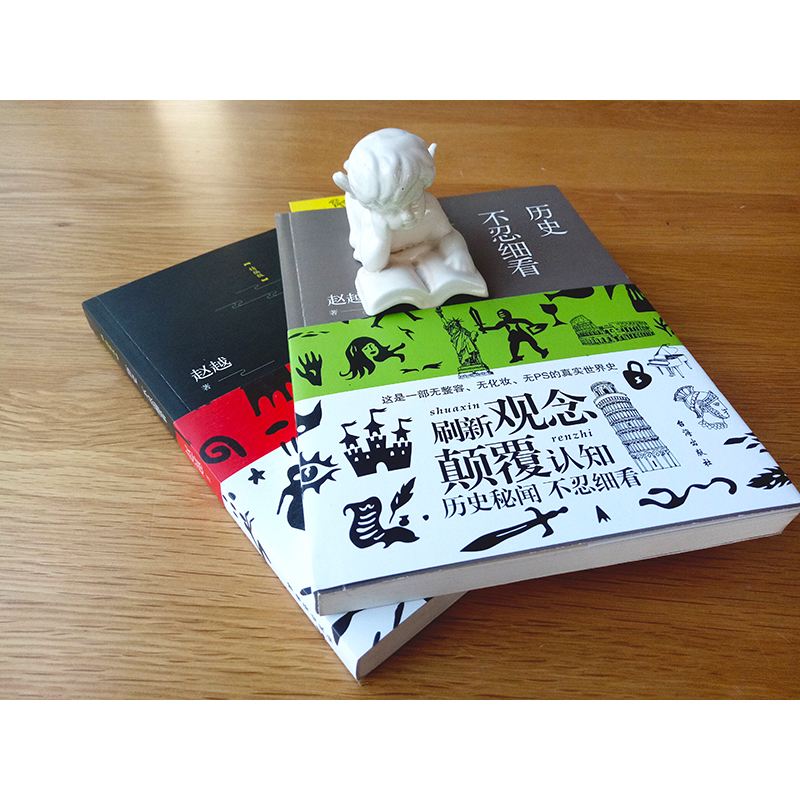 历史
不忍细看
赵越
著
这是一部无整容、无化妆、无PS的真实世界史
shuaxin
刷新观念
renzhi
颠覆认知
历史秘闻 不忍细看
台海出版社
赵越
著